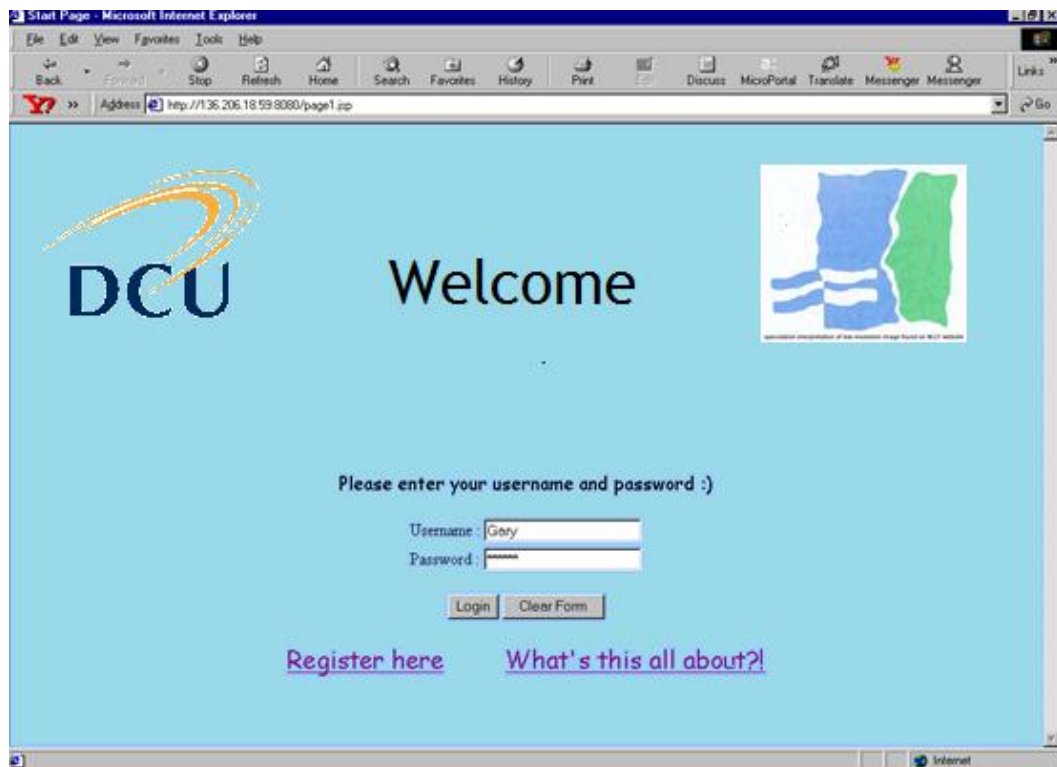 Start Page - Microsoft Internet Explorer
File Edit View Favorites Tools Help
Back Forward Stop Refresh Home Search Favorites History Print Edit Discuss MicroPortal Translate Messenger Messenger Links
Y? » Address http://136.206.18.59:8080/page1.jsp Go
DCU
Welcome
Please enter your username and password :)
Username : Gary
Password : *******
Login Clear Form
Register here What's this all about?!
Internet